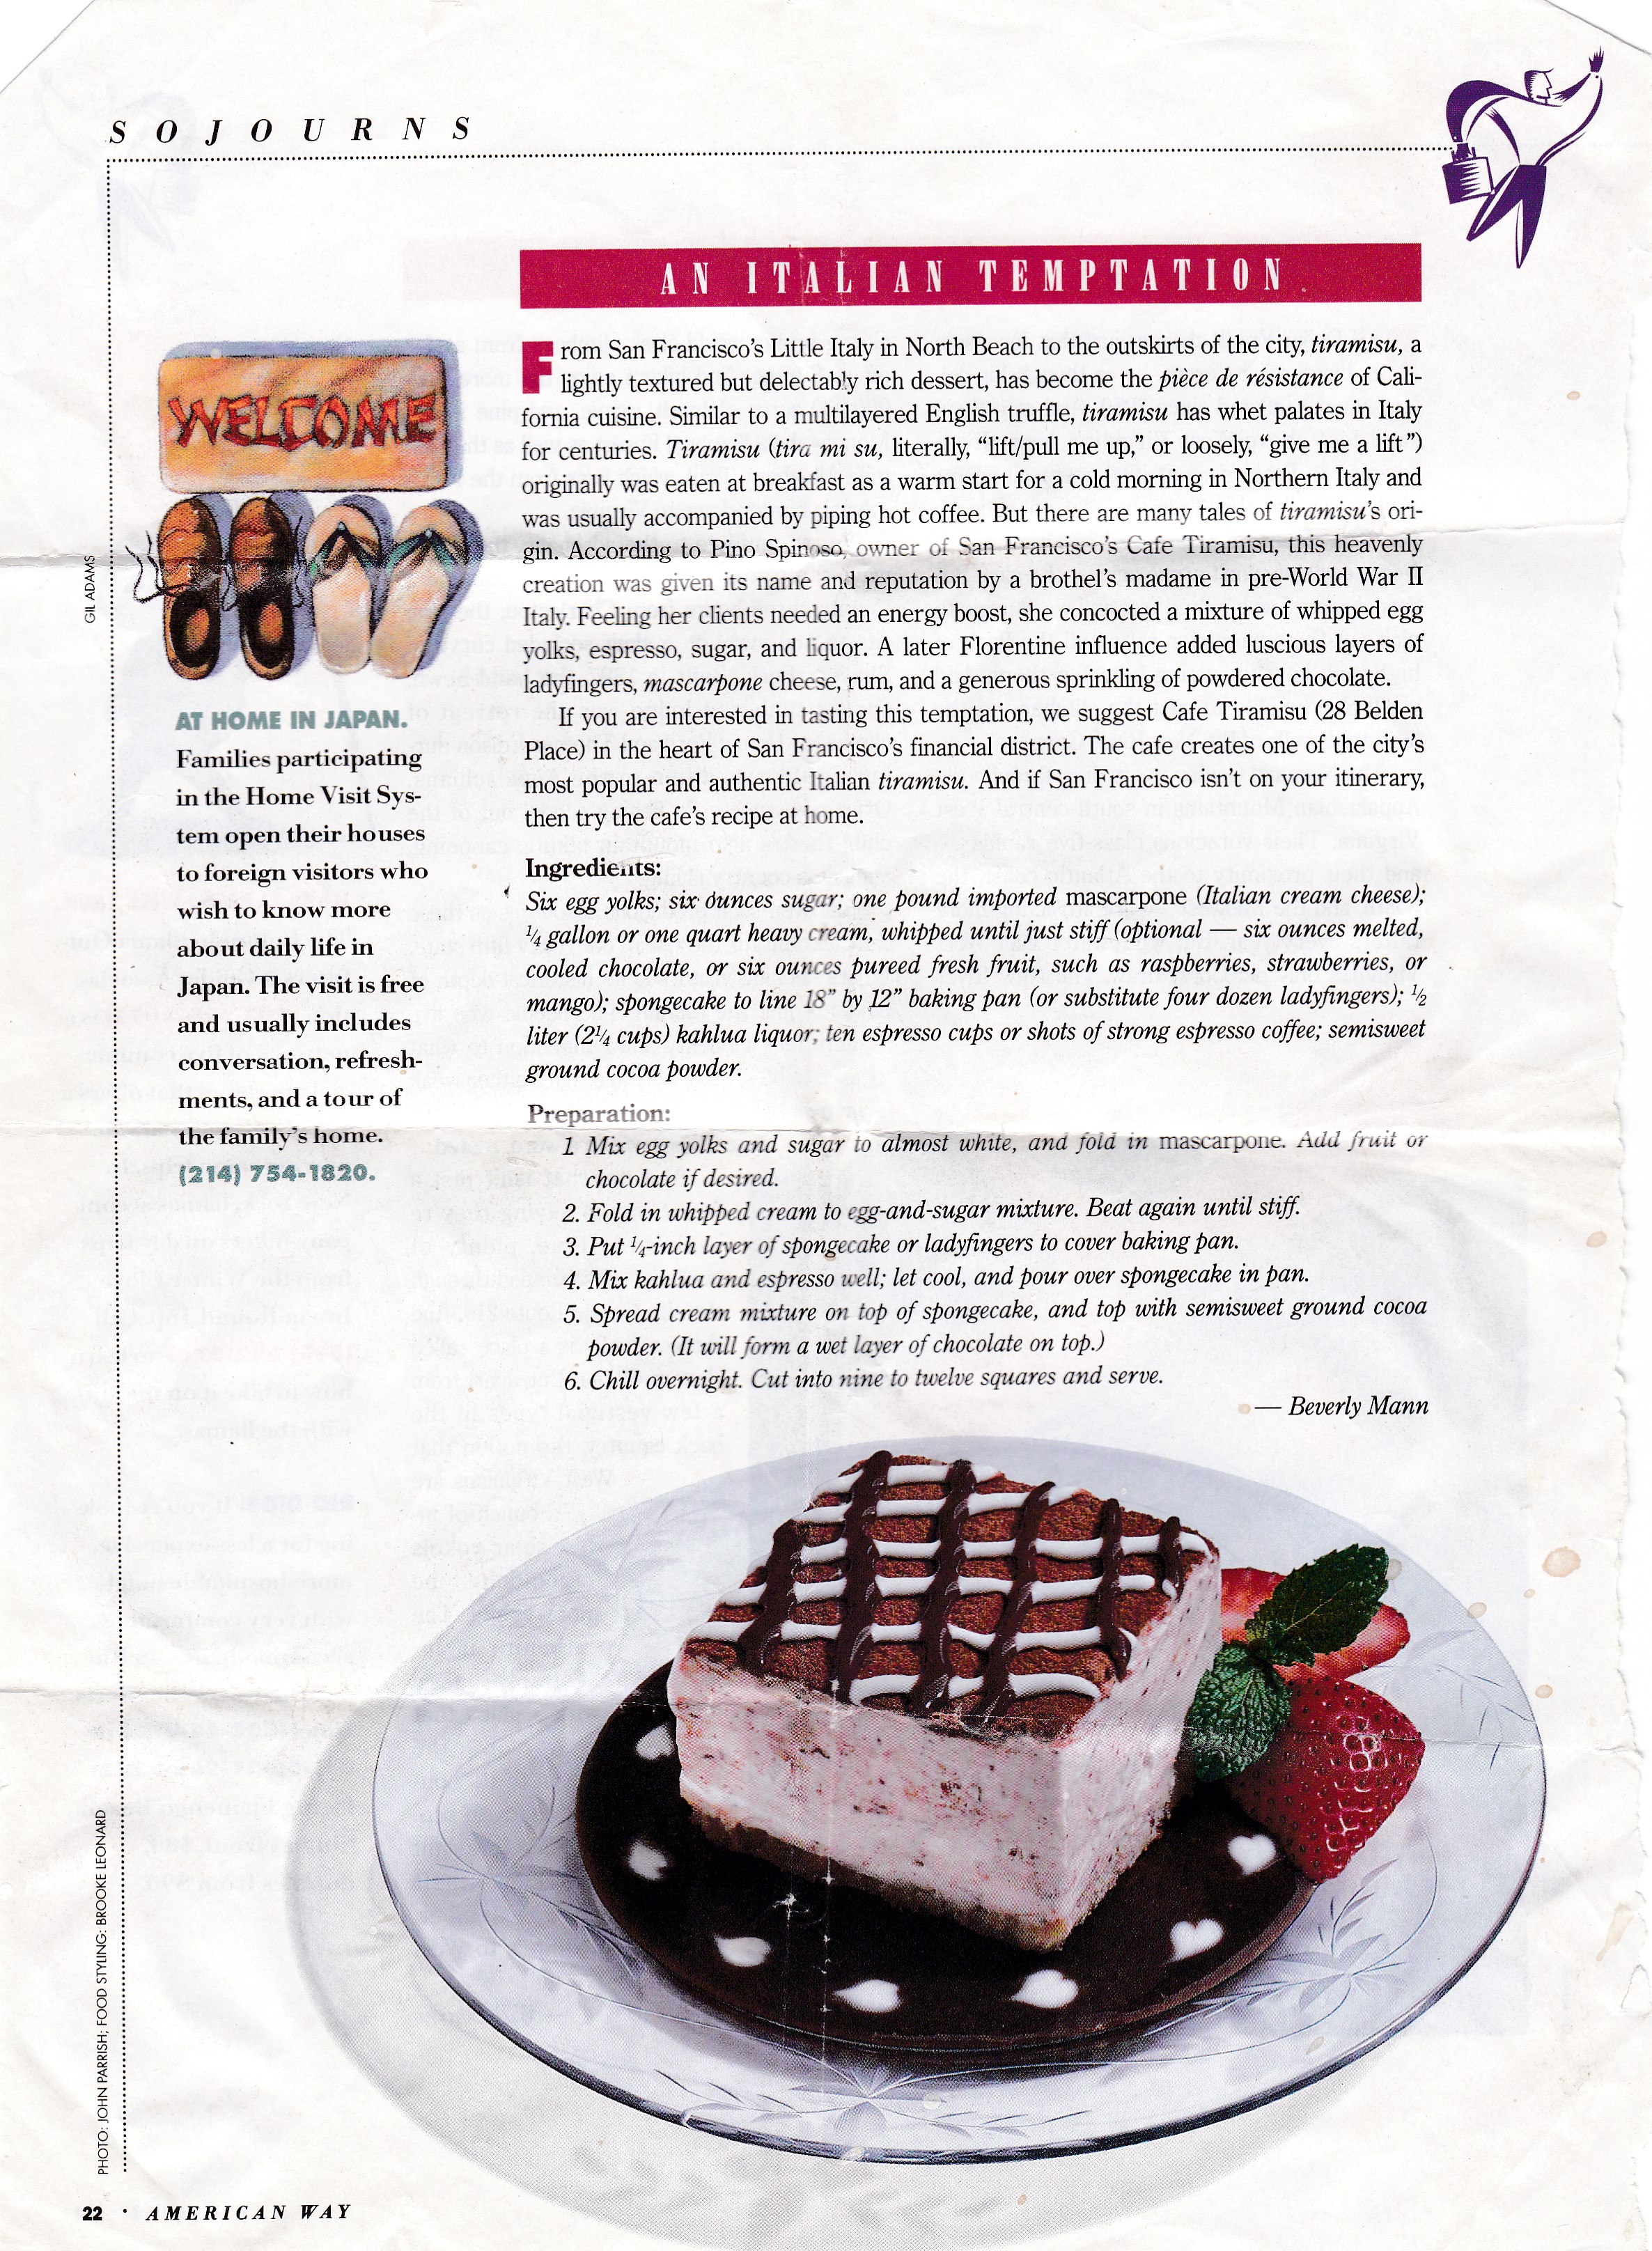 SOJOURNS
AN ITALIAN TEMPTATION
From San Francisco's Little Italy in North Beach to the outskirts of the city, tiramisu, a
lightly textured but delectably rich dessert, has become the pièce de résistance of Cali-
fornia cuisine. Similar to a multilayered English truffle, tiramisu has whet palates in Italy
for centuries. Tiramisu (tira mi su, literally, “lift/pull me up,” or loosely, “give me a lift”)
originally was eaten at breakfast as a warm start for a cold morning in Northern Italy and
was usually accompanied by piping hot coffee. But there are many tales of tiramisu's ori-
gin. According to Pino Spinoso, owner of San Francisco's Cafe Tiramisu, this heavenly
creation was given its name and reputation by a brothel's madame in pre-World War II
Italy. Feeling her clients needed an energy boost, she concocted a mixture of whipped egg
yolks, espresso, sugar, and liquor. A later Florentine influence added luscious layers of
ladyfingers, mascarpone cheese, rum, and a generous sprinkling of powdered chocolate.
If you are interested in tasting this temptation, we suggest Cafe Tiramisu (28 Belden
Place) in the heart of San Francisco's financial district. The cafe creates one of the city's
most popular and authentic Italian tiramisu. And if San Francisco isn't on your itinerary,
then try the cafe's recipe at home.
Ingredients:
Six egg yolks; six ounces sugar; one pound imported mascarpone (Italian cream cheese);
¼ gallon or one quart heavy cream, whipped until just stiff (optional — six ounces melted,
cooled chocolate, or six ounces pureed fresh fruit, such as raspberries, strawberries, or
mango); spongecake to line 18” by 12” baking pan (or substitute four dozen ladyfingers); ½
liter (2¼ cups) kahlua liquor; ten espresso cups or shots of strong espresso coffee; semisweet
ground cocoa powder.
Preparation:
1. Mix egg yolks and sugar to almost white, and fold in mascarpone. Add fruit or
chocolate if desired.
2. Fold in whipped cream to egg-and-sugar mixture. Beat again until stiff.
3. Put ¼-inch layer of spongecake or ladyfingers to cover baking pan.
4. Mix kahlua and espresso well; let cool, and pour over spongecake in pan.
5. Spread cream mixture on top of spongecake, and top with semisweet ground cocoa
powder. (It will form a wet layer of chocolate on top.)
6. Chill overnight. Cut into nine to twelve squares and serve.
— Beverly Mann
WELCOME
GIL ADAMS
AT HOME IN JAPAN.
Families participating
in the Home Visit Sys-
tem open their houses
to foreign visitors who
wish to know more
about daily life in
Japan. The visit is free
and usually includes
conversation, refresh-
ments, and a tour of
the family's home.
(214) 754-1820.
PHOTO: JOHN PARRISH; FOOD STYLING: BROOKE LEONARD
22 · AMERICAN WAY